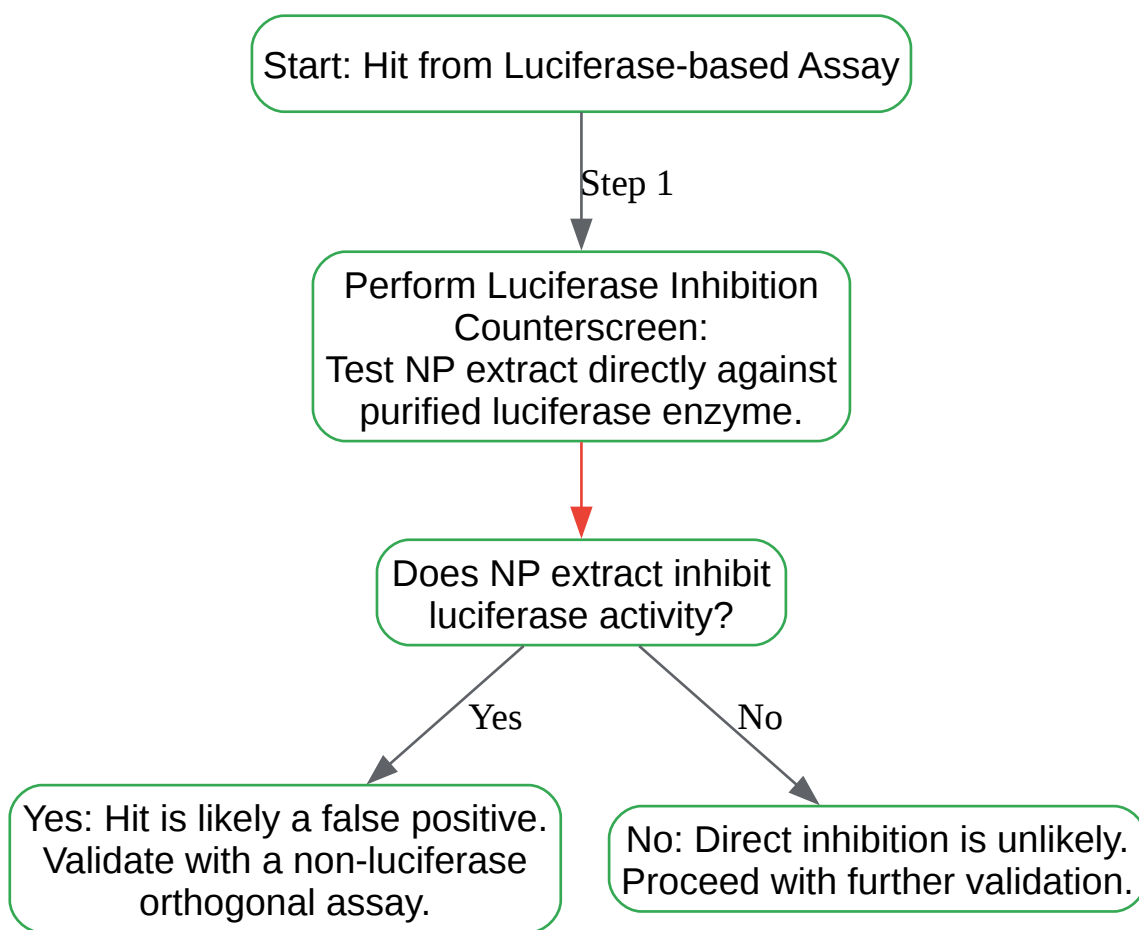 Start: Hit from Luciferase-based Assay
Step 1
Perform Luciferase Inhibition
Counterscreen:
Test NP extract directly against
purified luciferase enzyme.
Does NP extract inhibit
luciferase activity?
Yes
No
Yes: Hit is likely a false positive.
Validate with a non-luciferase
orthogonal assay.
No: Direct inhibition is unlikely.
Proceed with further validation.